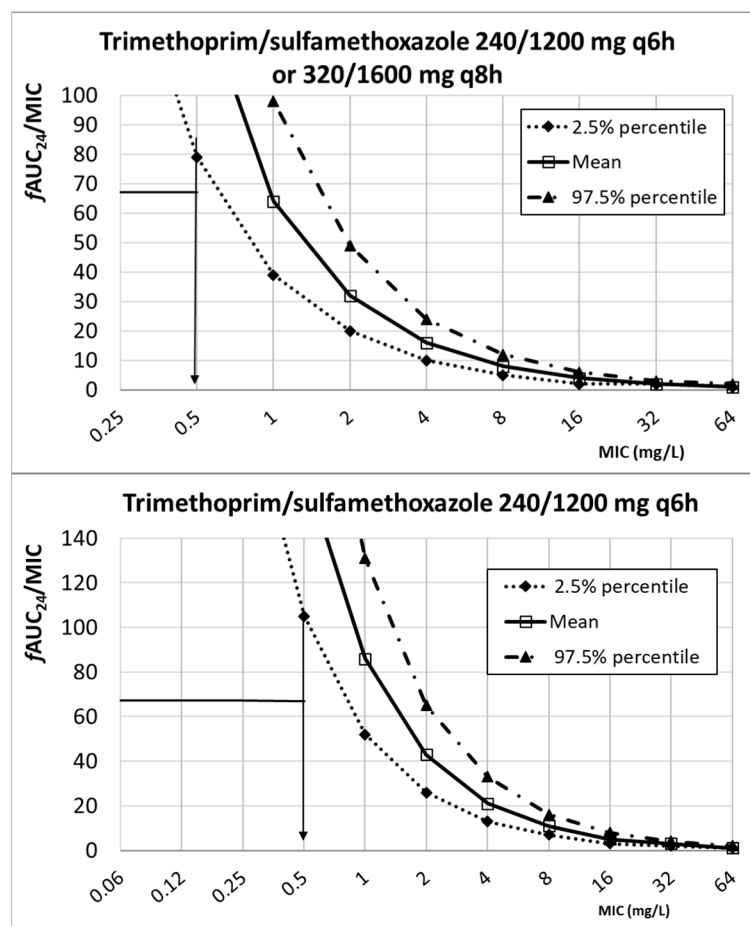 Trimethoprim/sulfamethoxazole 240/1200 mg q6h
or 320/1600 mg q8h
fAUC24/MIC
100
90
80
70
60
50
40
30
20
10
0
2.5% percentile
Mean
97.5% percentile
0.25 0.5 1 2 4 8 16 32 64
MIC (mg/L)
Trimethoprim/sulfamethoxazole 240/1200 mg q6h
fAUC24/MIC
140
120
100
80
60
40
20
0
2.5% percentile
Mean
97.5% percentile
0.06 0.12 0.25 0.5 1 2 4 8 16 32 64
MIC (mg/L)